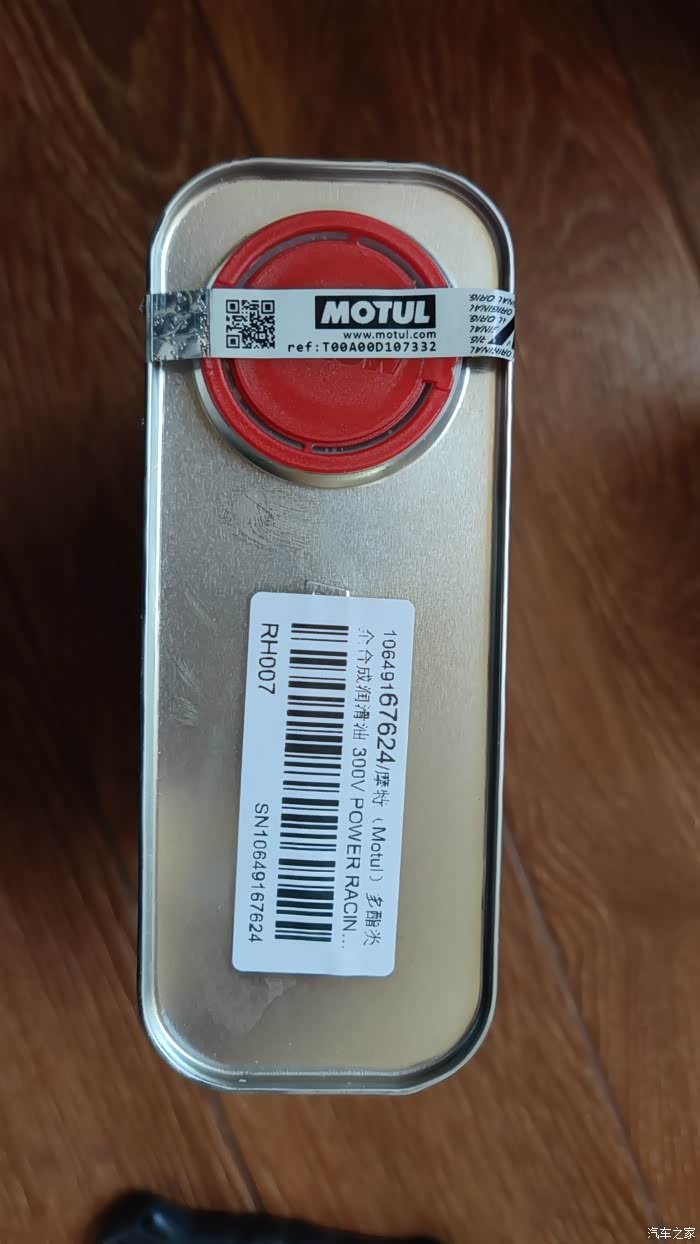 MOTUL
www.motul.com
ref:T00A00D107332
ORIGINAL
10649167624/摩特（Motul）多酯类
全合成润滑油 300V POWER RACIN...
RH007
SN10649167624
汽车之家